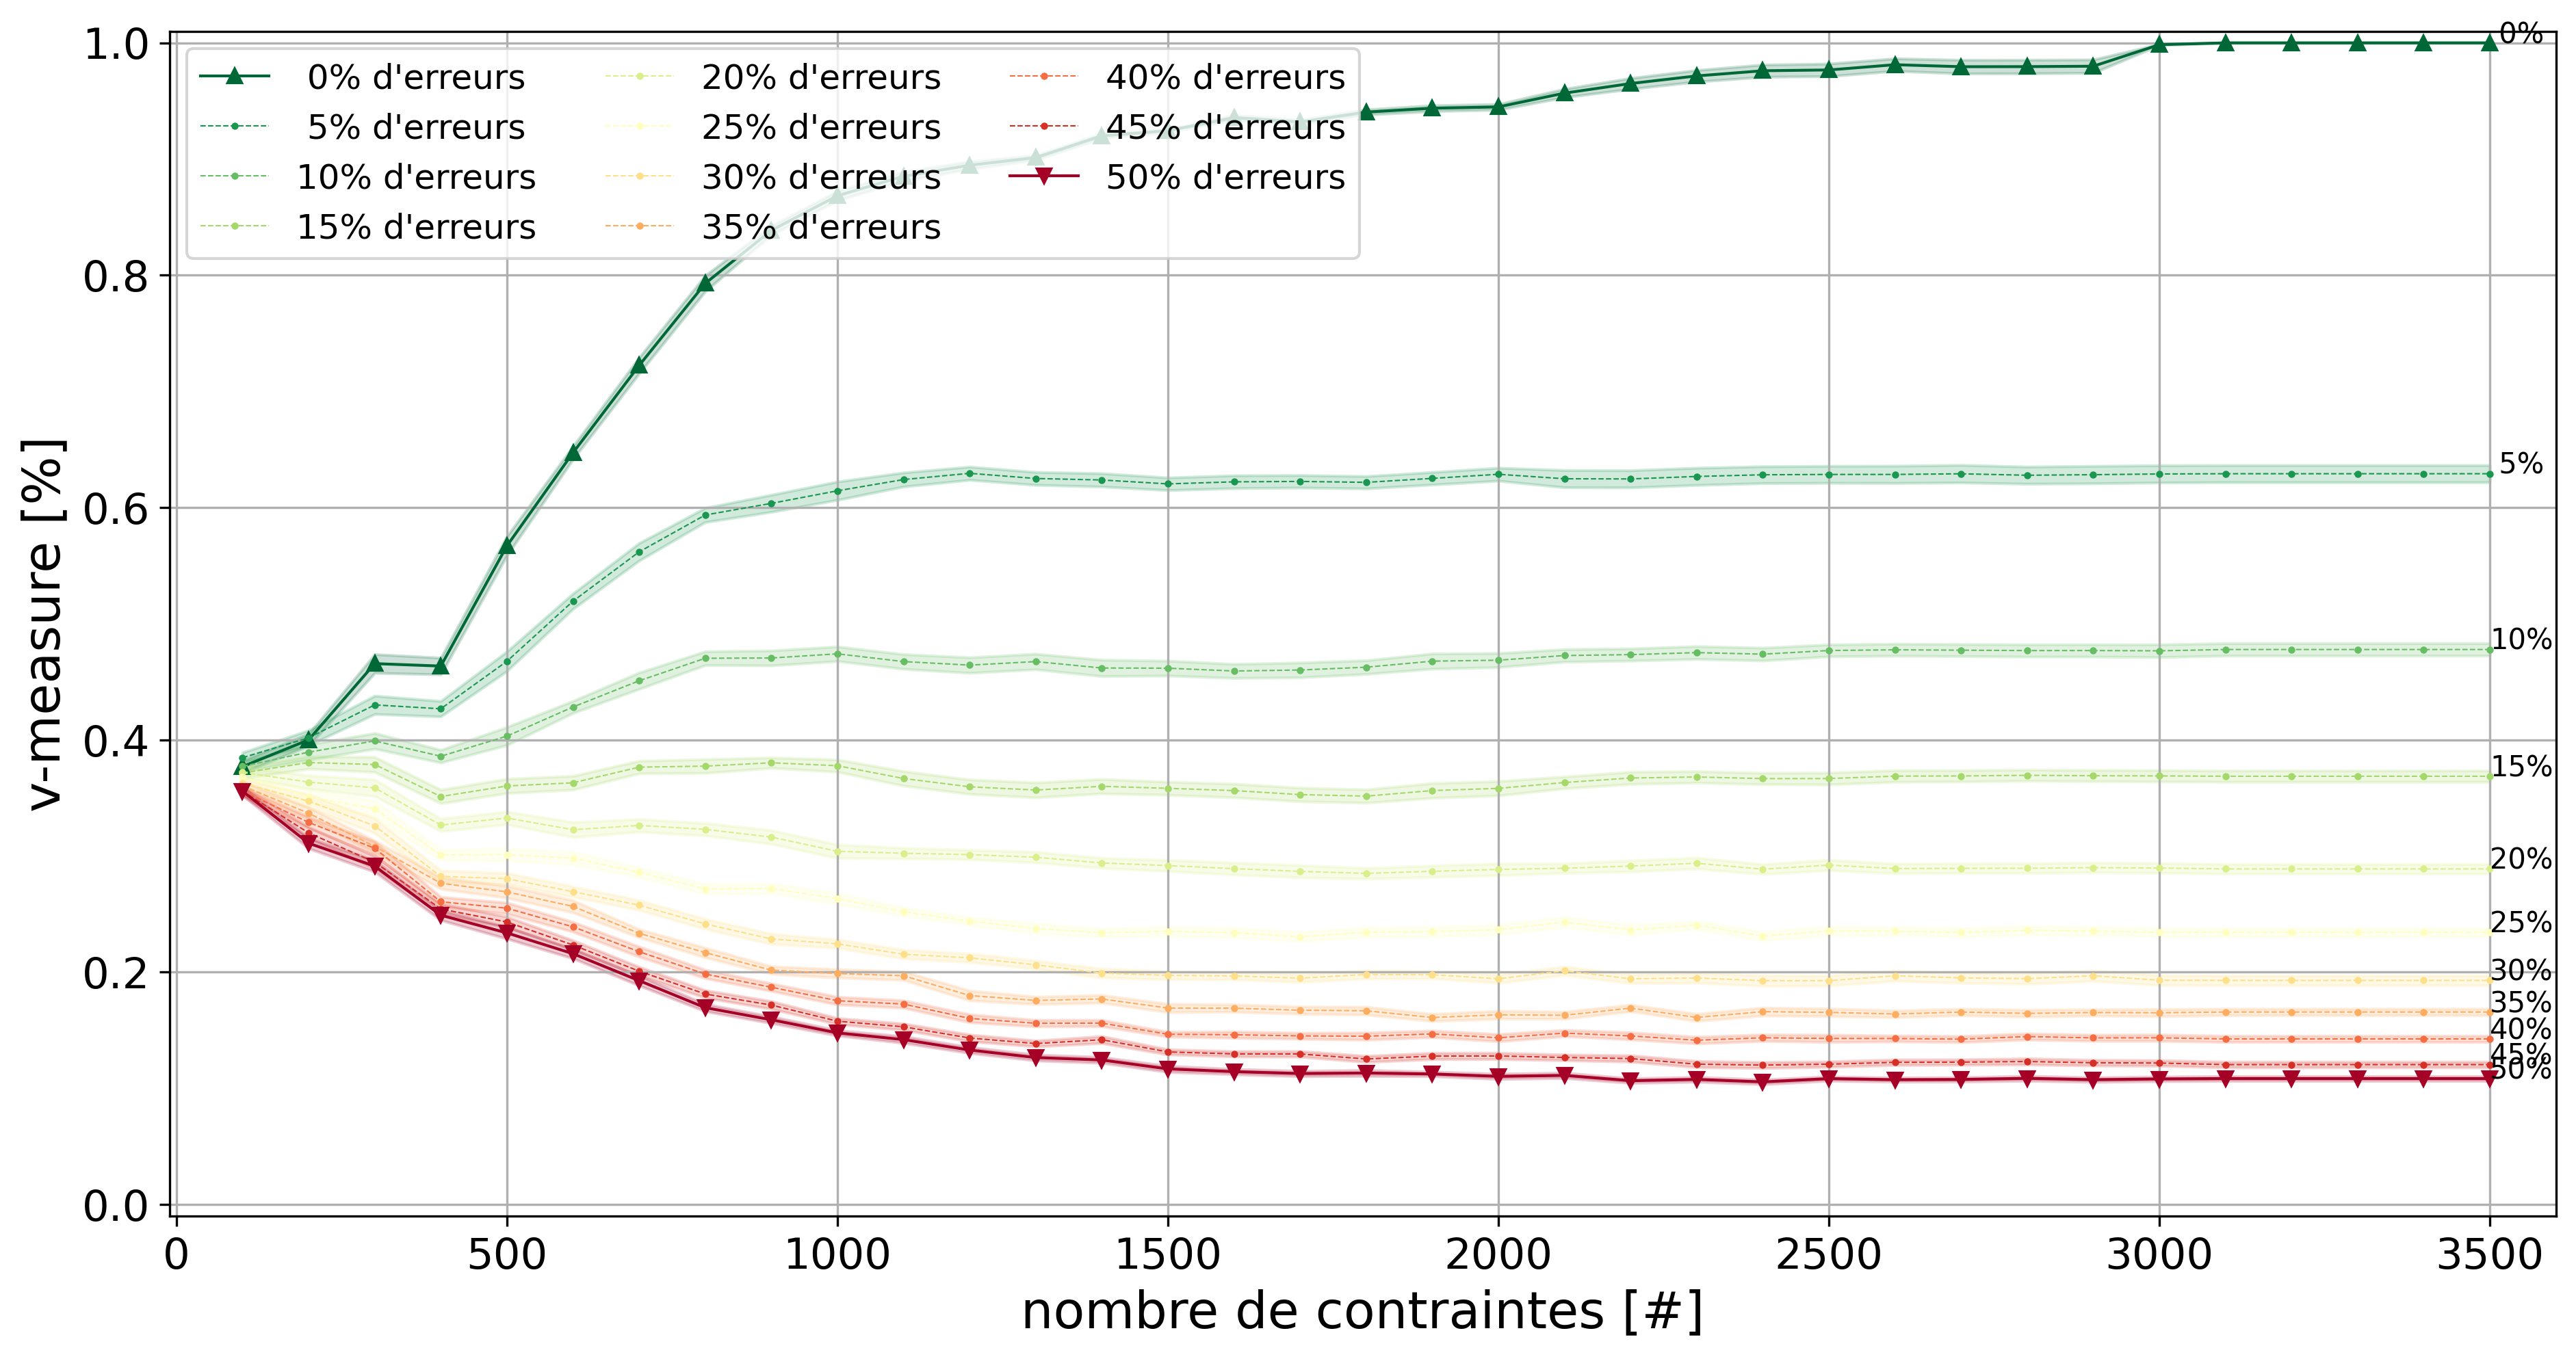 v-measure [%]
1.0
0.8
0.6
0.4
0.2
0.0
0% d'erreurs
5% d'erreurs
10% d'erreurs
15% d'erreurs
20% d'erreurs
25% d'erreurs
30% d'erreurs
35% d'erreurs
40% d'erreurs
45% d'erreurs
50% d'erreurs
0%
5%
10%
15%
20%
25%
30%
35%
40%
45%
50%
0 500 1000 1500 2000 2500 3000 3500
nombre de contraintes [#]